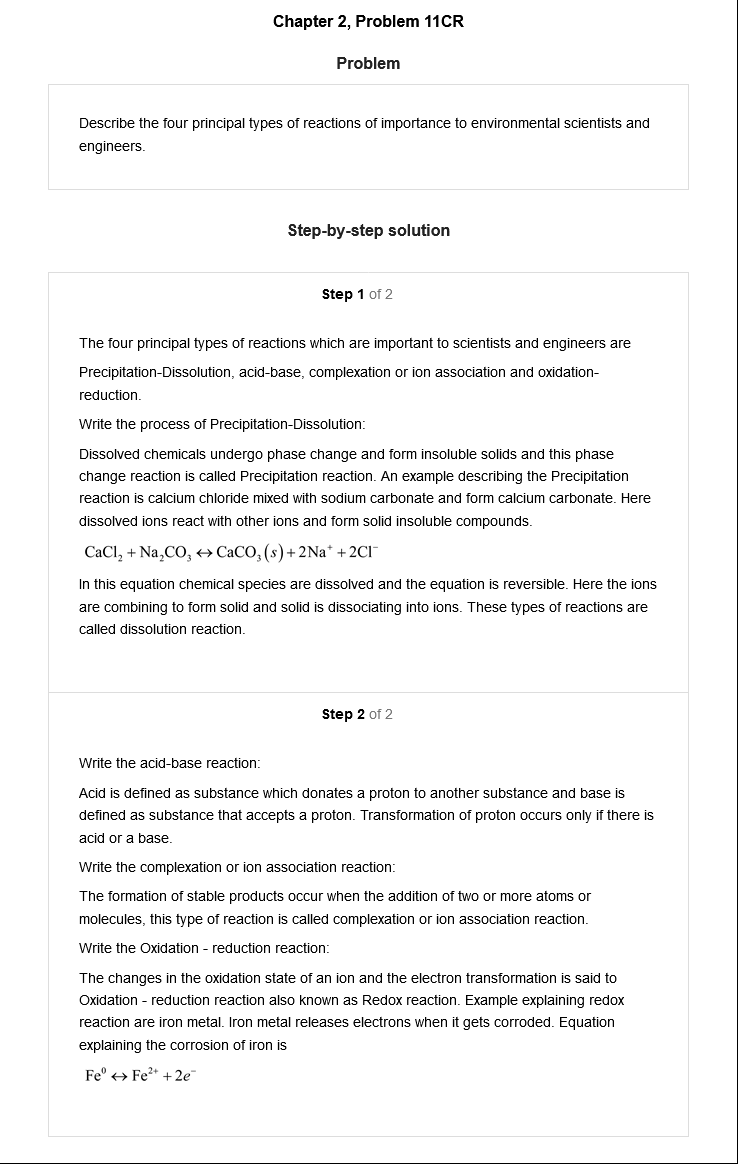 Chapter 2, Problem 11CR
Problem
Describe the four principal types of reactions of importance to environmental scientists and
engineers.
Step-by-step solution
Step 1 of 2
The four principal types of reactions which are important to scientists and engineers are
Precipitation-Dissolution, acid-base, complexation or ion association and oxidation-
reduction.
Write the process of Precipitation-Dissolution:
Dissolved chemicals undergo phase change and form insoluble solids and this phase
change reaction is called Precipitation reaction. An example describing the Precipitation
reaction is calcium chloride mixed with sodium carbonate and form calcium carbonate. Here
dissolved ions react with other ions and form solid insoluble compounds.
CaCl₂ + Na₂CO₃ ↔ CaCO₃(s) + 2Na⁺ + 2Cl⁻
In this equation chemical species are dissolved and the equation is reversible. Here the ions
are combining to form solid and solid is dissociating into ions. These types of reactions are
called dissolution reaction.
Step 2 of 2
Write the acid-base reaction:
Acid is defined as substance which donates a proton to another substance and base is
defined as substance that accepts a proton. Transformation of proton occurs only if there is
acid or a base.
Write the complexation or ion association reaction:
The formation of stable products occur when the addition of two or more atoms or
molecules, this type of reaction is called complexation or ion association reaction.
Write the Oxidation - reduction reaction:
The changes in the oxidation state of an ion and the electron transformation is said to
Oxidation - reduction reaction also known as Redox reaction. Example explaining redox
reaction are iron metal. Iron metal releases electrons when it gets corroded. Equation
explaining the corrosion of iron is
Fe⁰ ↔ Fe²⁺ + 2e⁻